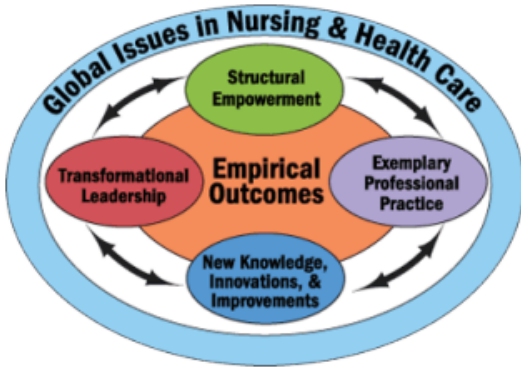 Global Issues in Nursing & Health Care
Structural
Empowerment
Transformational
Leadership
Empirical
Outcomes
Exemplary
Professional
Practice
New Knowledge,
Innovations, &
Improvements